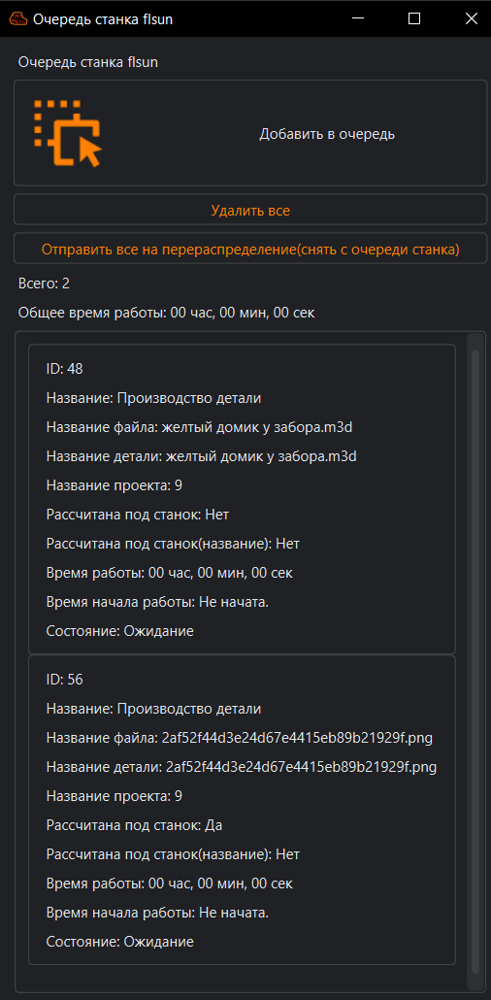 Очередь станка flsun
Очередь станка flsun
Добавить в очередь
Удалить все
Отправить все на перераспределение(снять с очереди станка)
Всего: 2
Общее время работы: 00 час, 00 мин, 00 сек
ID: 48
Название: Производство детали
Название файла: желтый домик у забора.m3d
Название детали: желтый домик у забора.m3d
Название проекта: 9
Рассчитана под станок: Нет
Рассчитана под станок(название): Нет
Время работы: 00 час, 00 мин, 00 сек
Время начала работы: Не начата.
Состояние: Ожидание
ID: 56
Название: Производство детали
Название файла: 2af52f44d3e24d67e4415eb89b21929f.png
Название детали: 2af52f44d3e24d67e4415eb89b21929f.png
Название проекта: 9
Рассчитана под станок: Да
Рассчитана под станок(название): Нет
Время работы: 00 час, 00 мин, 00 сек
Время начала работы: Не начата.
Состояние: Ожидание